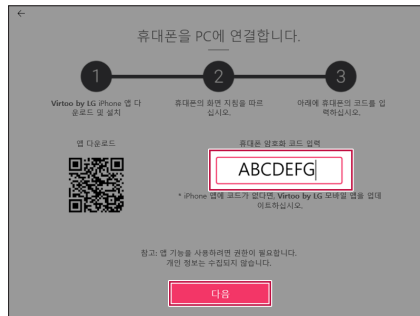 휴대폰을 PC에 연결합니다.
1
2
3
Virtoo by LG iPhone 앱 다
운로드 및 설치
휴대폰의 화면 지침을 따르
십시오.
아래에 휴대폰의 코드를 입
력하십시오.
앱 다운로드
휴대폰 암호화 코드 입력
ABCDEFG
* iPhone 앱에 코드가 없다면, Virtoo by LG 모바일 앱을 업데
이트하십시오.
참고: 앱 기능을 사용하려면 권한이 필요합니다.
개인 정보는 수집되지 않습니다.
다음